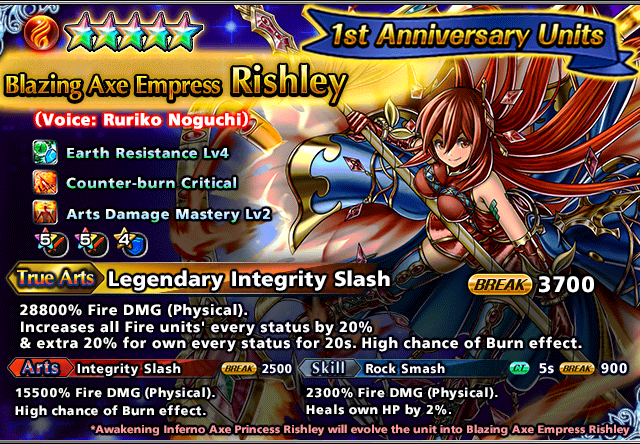 1st Anniversary Units
Blazing Axe Empress Rishley
(Voice: Ruriko Noguchi)
Earth Resistance Lv4
Counter-burn Critical
Arts Damage Mastery Lv2
5 5 4
True Arts Legendary Integrity Slash BREAK 3700
28800% Fire DMG (Physical).
Increases all Fire units' every status by 20%
& extra 20% for own every status for 20s. High chance of Burn effect.
Arts Integrity Slash BREAK 2500
15500% Fire DMG (Physical).
High chance of Burn effect.
Skill Rock Smash CT 5s BREAK 900
2300% Fire DMG (Physical).
Heals own HP by 2%.
*Awakening Inferno Axe Princess Rishley will evolve the unit into Blazing Axe Empress Rishley